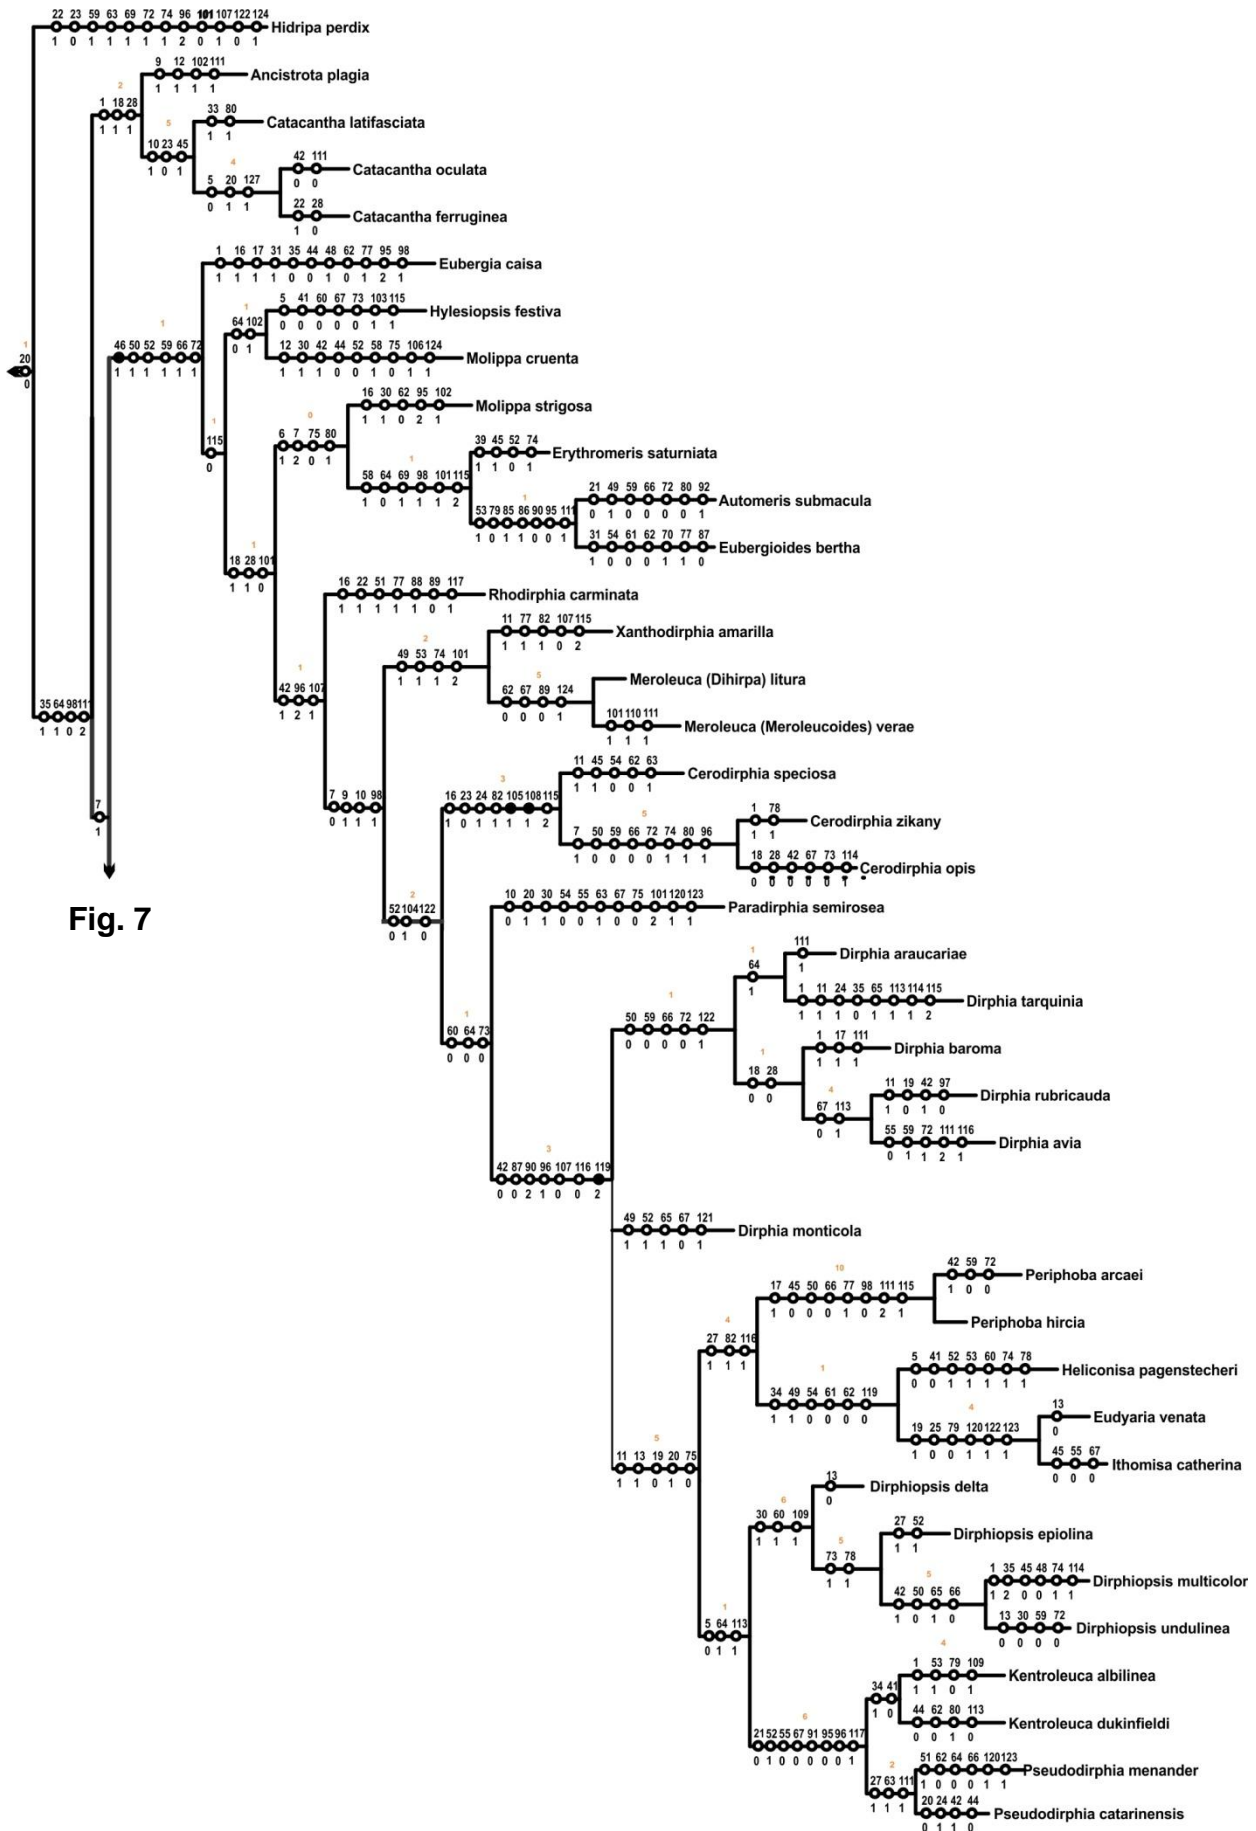 22 23 59 63 69 72 74 96 101 107 122 124
Hidripa perdix
1 0 1 1 1 1 1 2 0 1 0 1
9 12 102 111
Ancistrota plagia
1 1 1 1
2
1 18 28
1 1 1
33 80
Catacantha latifasciata
1 1
5
10 23 45
1 0 1
42 111
Catacantha oculata
0 0
4
5 20 127
0 1 1
22 28
Catacantha ferruginea
1 0
1 16 17 31 35 44 48 62 77 95 98
Eubergia caisa
1 1 1 1 0 0 1 0 1 2 1
5 41 60 67 73 103 115
Hylesiopsis festiva
0 0 0 0 0 1 1
1
64 102
0 1
1
46 50 52 59 66 72
1 1 1 1 1 1
12 30 42 44 52 58 75 106 124
Molippa cruenta
1 1 1 0 0 1 0 1 1
1
20
0
16 30 62 95 102
Molippa strigosa
1 1 0 2 1
0
6 7 75 80
1 2 0 1
1
115
0
39 45 52 74
Erythromeris saturniata
1 1 0 1
1
58 64 69 98 101 115
1 0 1 1 1 2
21 49 59 66 72 80 92
Automeris submacula
0 1 0 0 0 0 1
1
53 79 85 86 90 95 111
1 0 1 1 0 0 1
31 54 61 62 70 77 87
Eubergioides bertha
1 0 0 0 1 1 0
1
18 28 101
1 1 0
16 22 51 77 88 89 117
Rhodirphia carminata
1 1 1 1 1 0 1
11 77 82 107 115
Xanthodirphia amarilla
1 1 1 0 2
2
49 53 74 101
1 1 1 2
Meroleuca (Dihirpa) litura
5
62 67 89 124
0 0 0 1
1
42 96 107
1 2 1
35 64 98 111
1 1 0 2
101 110 111
Meroleuca (Meroleucoides) verae
1 1 1
11 45 54 62 63
Cerodirphia speciosa
1 1 0 0 1
3
16 23 24 82 105 108 115
1 0 1 1 1 1 2
7 9 10 98
0 1 1 1
7
1
1 78
Cerodirphia zikany
1 1
5
7 50 59 66 72 74 80 96
1 0 0 0 0 1 1 1
18 28 42 67 73 114
Cerodirphia opis
0 0 0 0 0 1
Fig. 7
2
52 104 122
0 1 0
10 20 30 54 55 63 67 75 101 120 123
Paradirphia semirosea
0 1 1 0 0 1 0 0 2 1 1
111
Dirphia araucariae
1
1
64
1
1 11 24 35 65 113 114 115
Dirphia tarquinia
1 1 1 0 1 1 1 2
1
50 59 66 72 122
0 0 0 0 1
1
60 64 73
0 0 0
1 17 111
Dirphia baroma
1 1 1
1
18 28
0 0
11 19 42 97
Dirphia rubricauda
1 0 1 0
4
67 113
0 1
55 59 72 111 116
Dirphia avia
0 1 1 2 1
3
42 87 90 96 107 116 119
0 0 2 1 0 0 2
49 52 65 67 121
Dirphia monticola
1 1 1 0 1
42 59 72
Periphoba arcaei
1 0 0
10
17 45 50 66 77 98 111 115
1 0 0 0 1 0 2 1
Periphoba hircia
4
27 82 116
1 1 1
5 41 52 53 60 74 78
Heliconisa pagenstecheri
0 0 1 1 1 1 1
1
34 49 54 61 62 119
1 1 0 0 0 0
13
Eudyaria venata
0
4
19 25 79 120 122 123
1 0 0 1 1 1
45 55 67
Ithomisa catherina
0 0 0
5
11 13 19 20 75
1 1 0 1 0
13
Dirphiopsis delta
0
6
30 60 109
1 1 1
27 52
Dirphiopsis epiolina
1 1
5
73 78
1 1
1 35 45 48 74 114
Dirphiopsis multicolor
1 2 0 0 1 1
5
42 50 65 66
1 0 1 0
13 30 59 72
Dirphiopsis undulinea
0 0 0 0
1
5 64 113
0 1 1
4
1 53 79 109
Kentroleuca albilinea
1 1 0 1
34 41
1 0
44 62 80 113
Kentroleuca dukinfieldi
0 0 1 0
6
21 52 55 67 91 95 96 117
0 1 0 0 0 0 0 1
51 62 64 66 120 123
Pseudodirphia menander
1 0 0 0 1 1
2
27 63 111
1 1 1
20 24 42 44
Pseudodirphia catarinensis
0 1 1 0